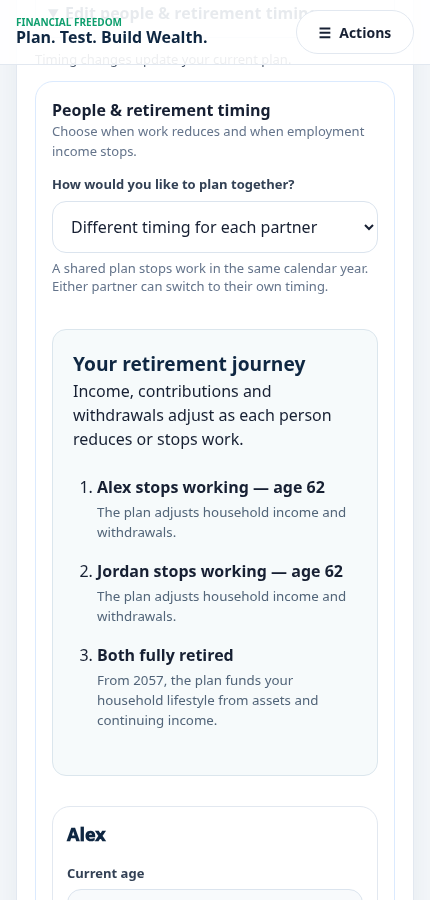 ▼ Edit people & retirement timing
FINANCIAL FREEDOM
Plan. Test. Build Wealth.
☰ Actions
Timing changes update your current plan.
People & retirement timing
Choose when work reduces and when employment
income stops.
How would you like to plan together?
Different timing for each partner
A shared plan stops work in the same calendar year.
Either partner can switch to their own timing.
Your retirement journey
Income, contributions and
withdrawals adjust as each person
reduces or stops work.
1. Alex stops working — age 62
The plan adjusts household income and
withdrawals.
2. Jordan stops working — age 62
The plan adjusts household income and
withdrawals.
3. Both fully retired
From 2057, the plan funds your
household lifestyle from assets and
continuing income.
Alex
Current age